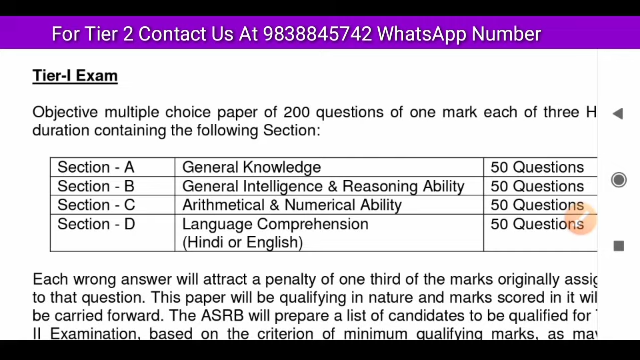 For Tier 2 Contact Us At 9838845742 WhatsApp Number
Tier-I Exam
Objective multiple choice paper of 200 questions of one mark each of three H
duration containing the following Section:
Section - A General Knowledge 50 Questions
Section - B General Intelligence & Reasoning Ability 50 Questions
Section - C Arithmetical & Numerical Ability 50 Questions
Section - D Language Comprehension 50 Questions
(Hindi or English)
Each wrong answer will attract a penalty of one third of the marks originally assig
to that question. This paper will be qualifying in nature and marks scored in it wil
be carried forward. The ASRB will prepare a list of candidates to be qualified for
II Examination, based on the criterion of minimum qualifying marks, as may